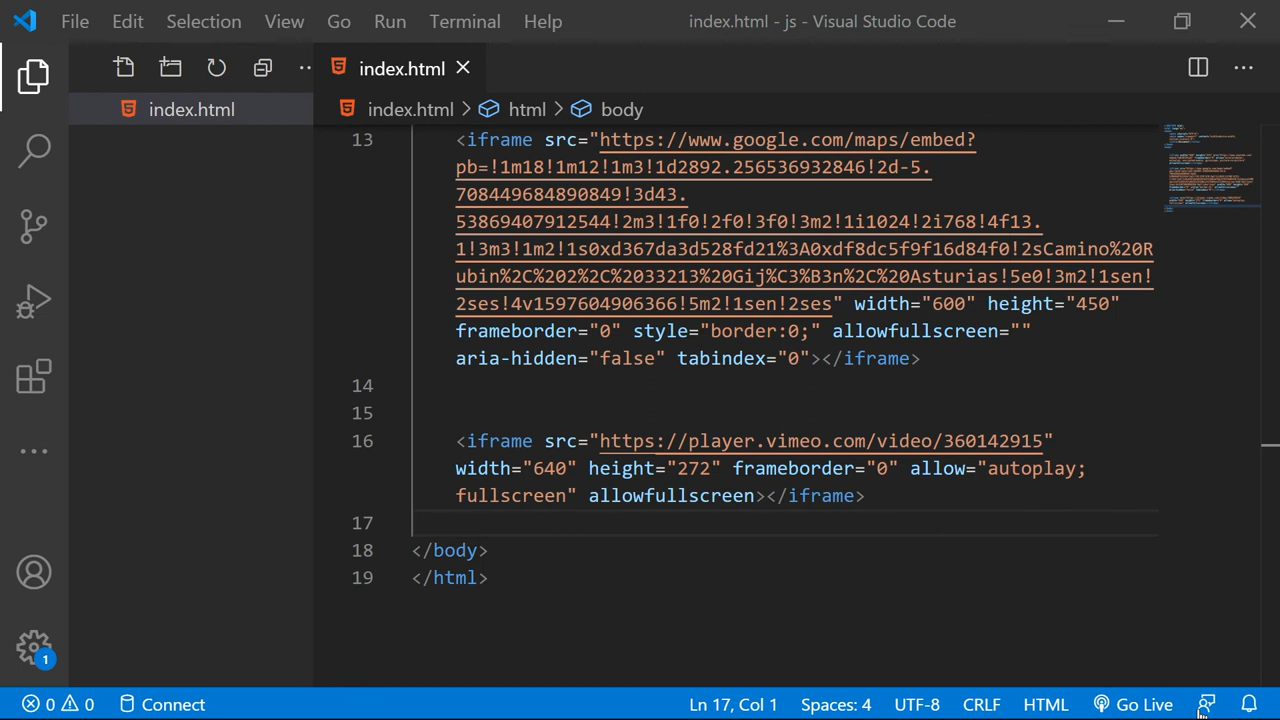 File Edit Selection View Go Run Terminal Help index.html - js - Visual Studio Code
index.html
index.html
index.html > html > body
13 <iframe src="https://www.google.com/maps/embed?
pb=!1m18!1m12!1m3!1d2892.256536932846!2d-5.
708449684890849!3d43.
53869407912544!2m3!1f0!2f0!3f0!3m2!1i1024!2i768!4f13.
1!3m3!1m2!1s0xd367da3d528fd21%3A0xdf8dc5f9f16d84f0!2sCamino%20R
ubin%2C%202%2C%2033213%20Gij%C3%B3n%2C%20Asturias!5e0!3m2!1sen!
2ses!4v1597604906366!5m2!1sen!2ses" width="600" height="450"
frameborder="0" style="border:0;" allowfullscreen=""
aria-hidden="false" tabindex="0"></iframe>
14
15
16 <iframe src="https://player.vimeo.com/video/360142915"
width="640" height="272" frameborder="0" allow="autoplay;
fullscreen" allowfullscreen></iframe>
17
18 </body>
19 </html>
1
0 0 Connect Ln 17, Col 1 Spaces: 4 UTF-8 CRLF HTML Go Live